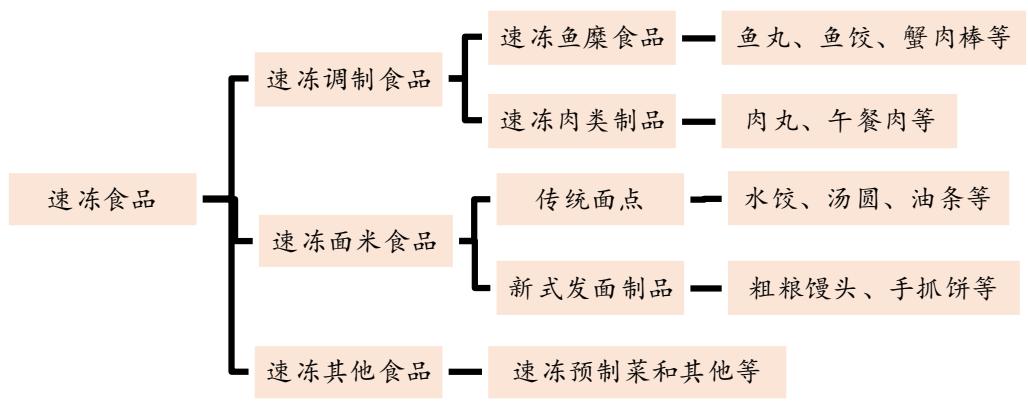 速冻鱼糜食品
鱼丸、鱼饺、蟹肉棒等
速冻调制食品
速冻肉类制品
肉丸、午餐肉等
速冻食品
传统面点
水饺、汤圆、油条等
速冻面米食品
新式发面制品
粗粮馒头、手抓饼等
速冻其他食品
速冻预制菜和其他等